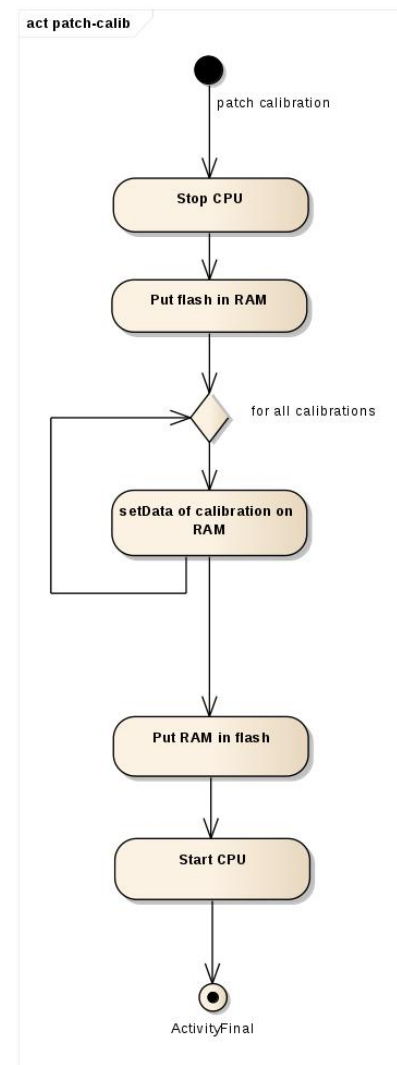 act patch-calib
patch calibration
Stop CPU
Put flash in RAM
for all calibrations
setData of calibration on
RAM
Put RAM in flash
Start CPU
ActivityFinal